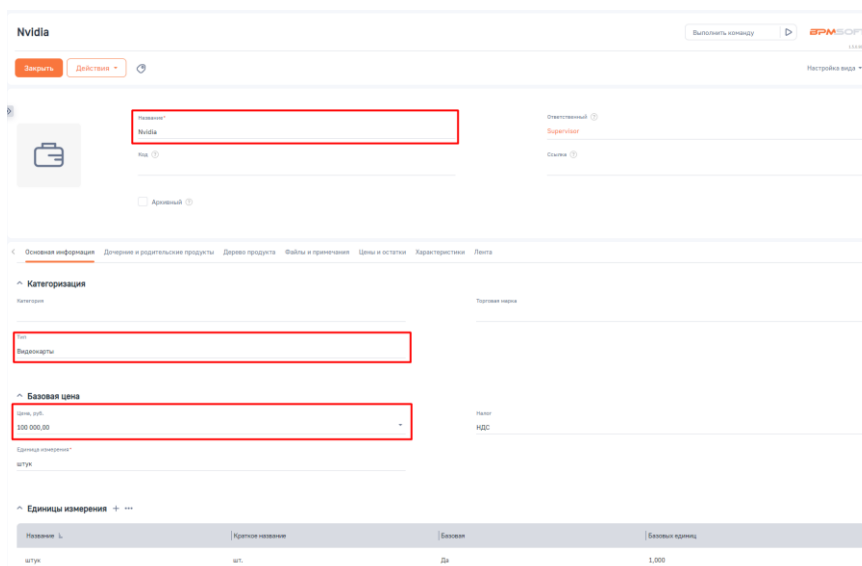 Nvidia
Выполнить команду
BPMSOFT
Закрыть
Действия
Настройка вида
Название*
Nvidia
Ответственный
Supervisor
Код
Ссылка
Архивный
Основная информация Дочерние и родительские продукты Дерево продукта Файлы и примечания Цены и остатки Характеристики Лента
Категоризация
Категория
Торговая марка
Тип
Видеокарты
Базовая цена
Цена, руб.
Налог
100 000,00
НДС
Единица измерения*
штук
Единицы измерения
Название Краткое название Базовая Базовых единиц
штук шт. Да 1,000